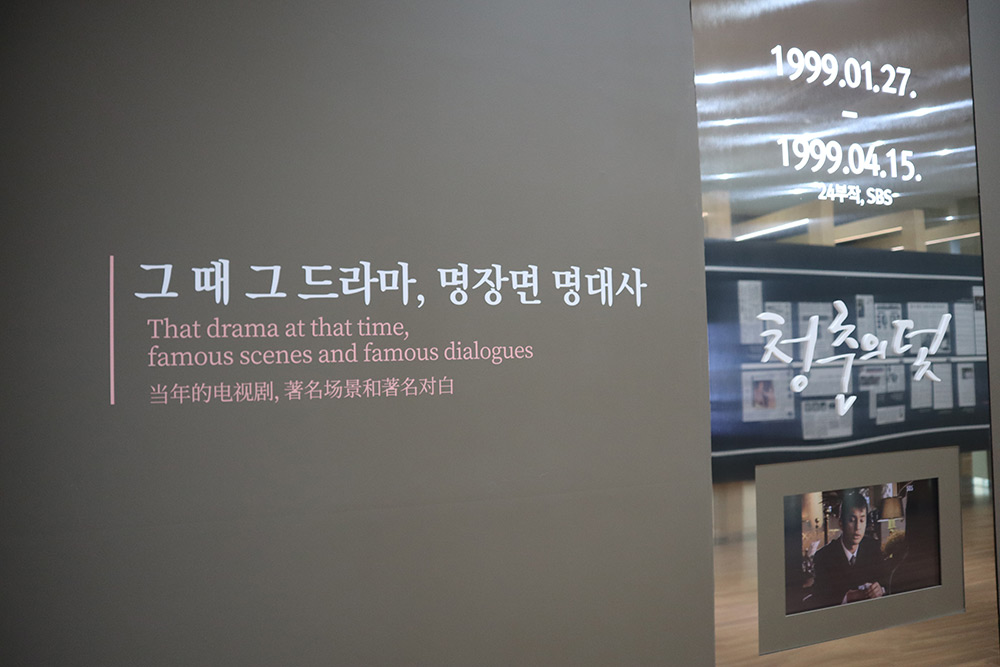 그 때 그 드라마, 명장면 명대사
That drama at that time,
famous scenes and famous dialogues
当年的电视剧, 著名场景和著名对白
1999.01.27.
–
1999.04.15.
24부작, SBS
청춘의 덫
SBS